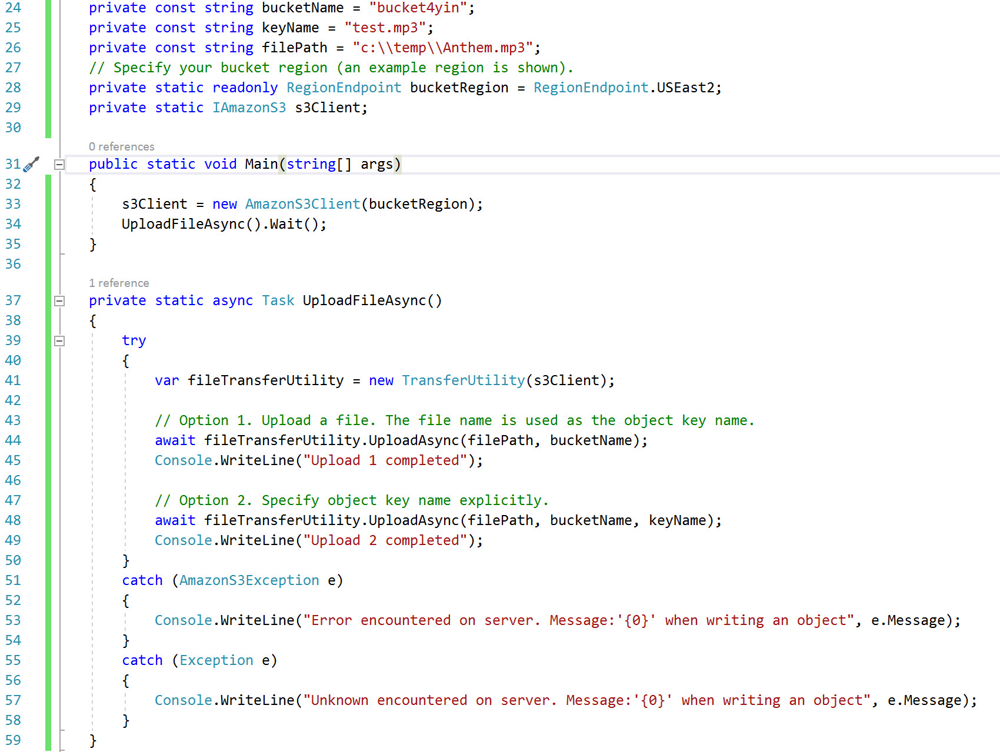 24 private const string bucketName = "bucket4yin";
25 private const string keyName = "test.mp3";
26 private const string filePath = "c:\\temp\\Anthem.mp3";
27 // Specify your bucket region (an example region is shown).
28 private static readonly RegionEndpoint bucketRegion = RegionEndpoint.USEast2;
29 private static IAmazonS3 s3Client;
30
0 references
31 public static void Main(string[] args)
32 {
33 s3Client = new AmazonS3Client(bucketRegion);
34 UploadFileAsync().Wait();
35 }
36
1 reference
37 private static async Task UploadFileAsync()
38 {
39 try
40 {
41 var fileTransferUtility = new TransferUtility(s3Client);
42
43 // Option 1. Upload a file. The file name is used as the object key name.
44 await fileTransferUtility.UploadAsync(filePath, bucketName);
45 Console.WriteLine("Upload 1 completed");
46
47 // Option 2. Specify object key name explicitly.
48 await fileTransferUtility.UploadAsync(filePath, bucketName, keyName);
49 Console.WriteLine("Upload 2 completed");
50 }
51 catch (AmazonS3Exception e)
52 {
53 Console.WriteLine("Error encountered on server. Message:'{0}' when writing an object", e.Message);
54 }
55 catch (Exception e)
56 {
57 Console.WriteLine("Unknown encountered on server. Message:'{0}' when writing an object", e.Message);
58 }
59 }